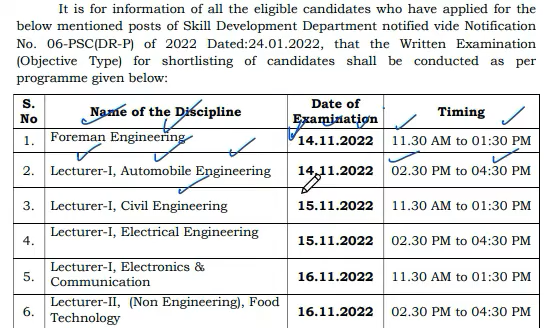 It is for information of all the eligible candidates who have applied for the
below mentioned posts of Skill Development Department notified vide Notification
No. 06-PSC(DR-P) of 2022 Dated:24.01.2022, that the Written Examination
(Objective Type) for shortlisting of candidates shall be conducted as per
programme given below:
S. No Name of the Discipline Date of Examination Timing
1. Foreman Engineering 14.11.2022 11.30 AM to 01:30 PM
2. Lecturer-I, Automobile Engineering 14.11.2022 02.30 PM to 04:30 PM
3. Lecturer-I, Civil Engineering 15.11.2022 11.30 AM to 01:30 PM
4. Lecturer-I, Electrical Engineering 15.11.2022 02.30 PM to 04:30 PM
5. Lecturer-I, Electronics & Communication 16.11.2022 11.30 AM to 01:30 PM
6. Lecturer-II, (Non Engineering), Food Technology 16.11.2022 02.30 PM to 04:30 PM